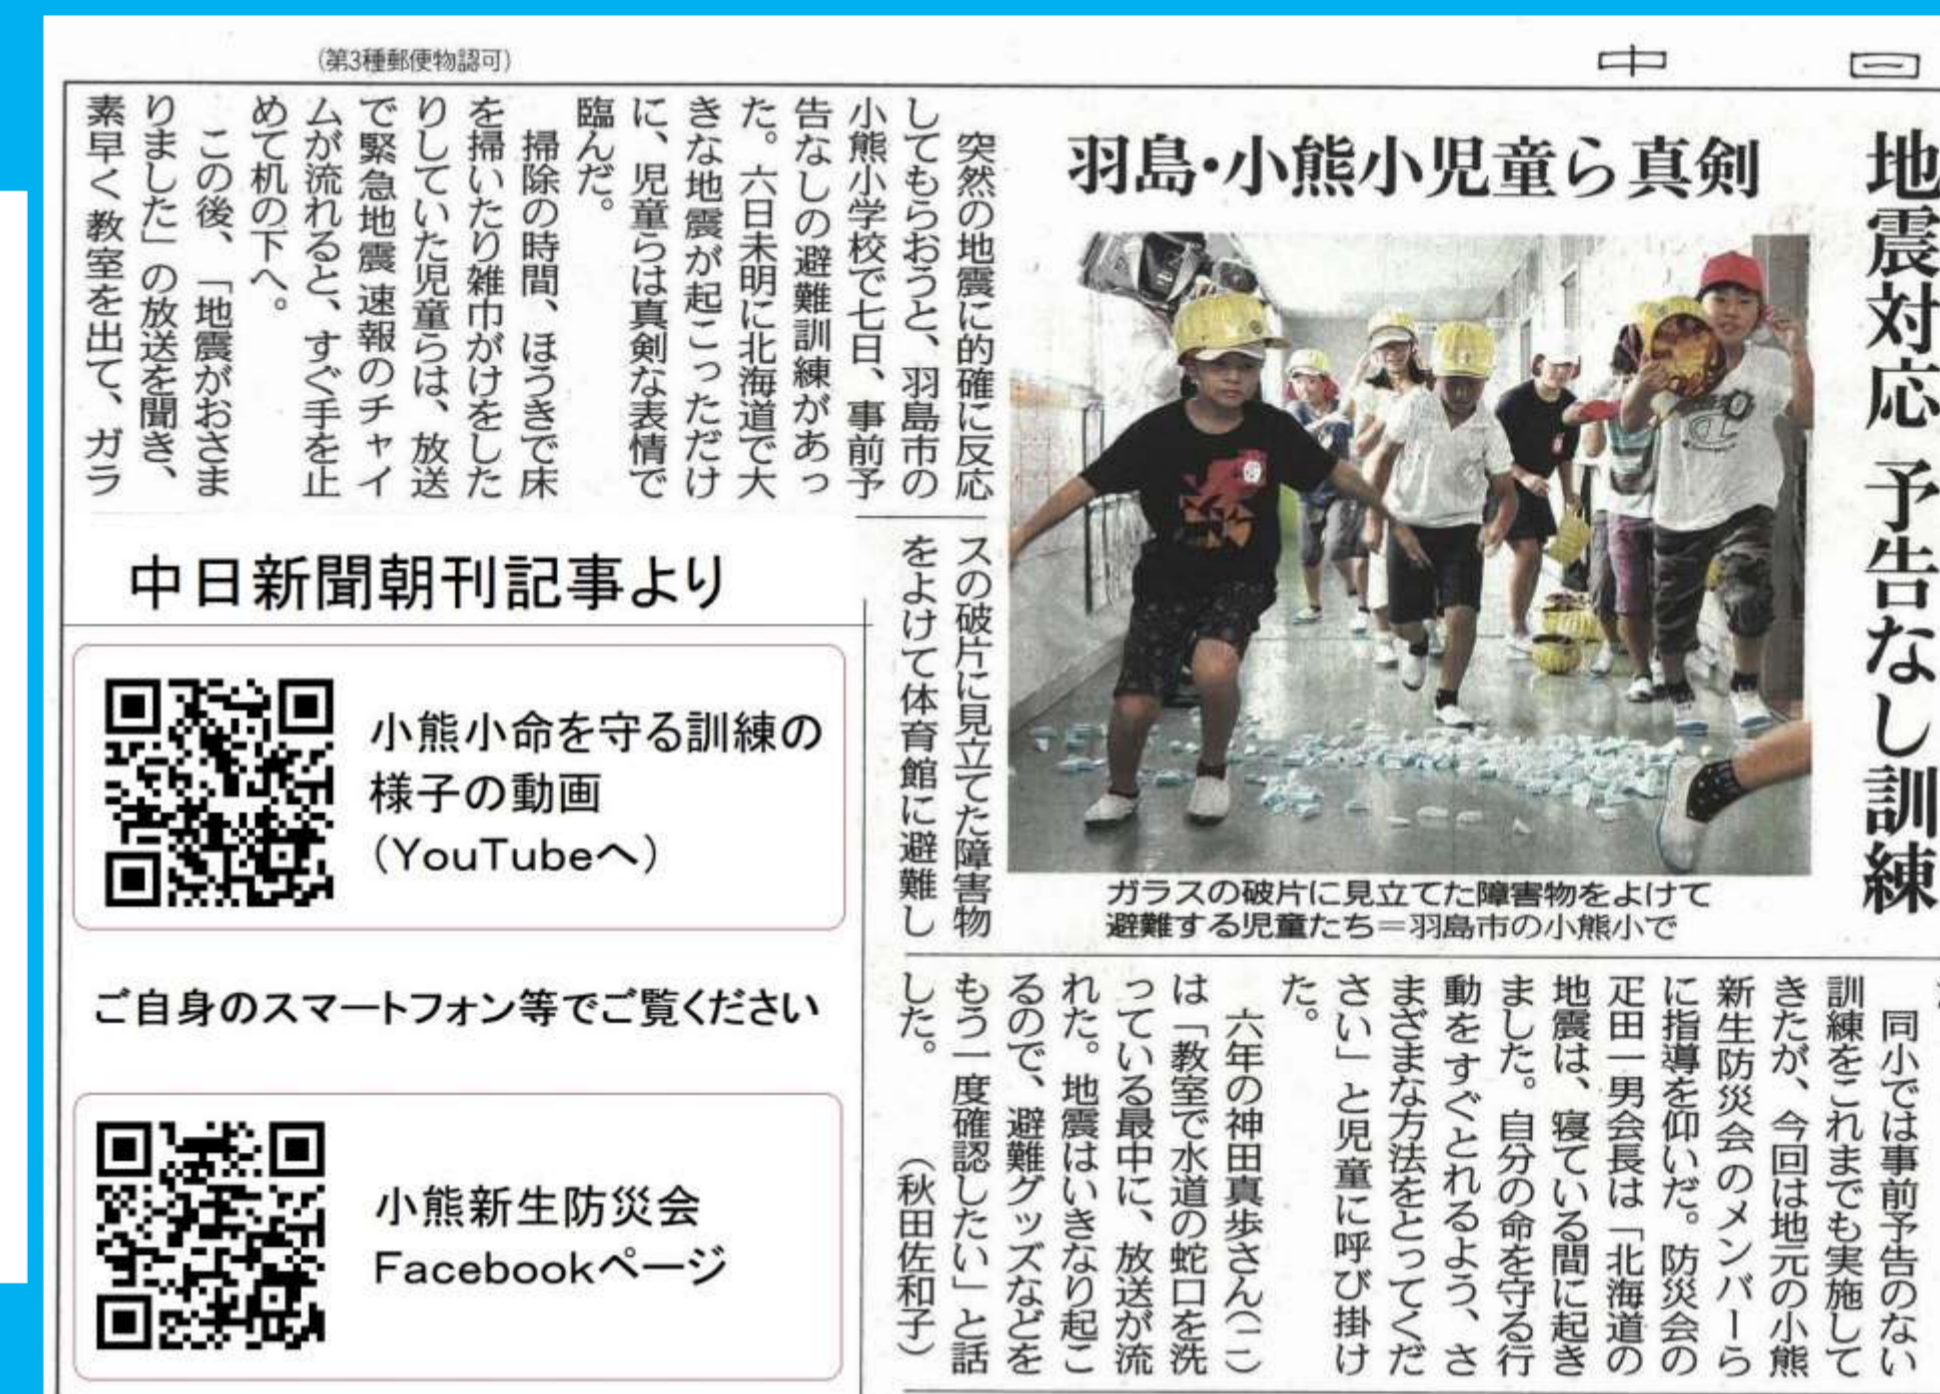 (第3種郵便物認可)
中　日
地震対応 予告なし訓練
羽島・小熊小児童ら真剣
突然の地震に的確に反応
してもらおうと、羽島市の
小熊小学校で七日、事前予
告なしの避難訓練があっ
た。六日未明に北海道で大
きな地震が起こっただけ
に、児童らは真剣な表情で
臨んだ。
掃除の時間、ほうきで床
を掃いたり雑巾がけをした
りしていた児童らは、放送
で緊急地震速報のチャイ
ムが流れると、すぐ手を止
めて机の下へ。
この後、「地震がおさま
りました」の放送を聞き、
素早く教室を出て、ガラ
スの破片に見立てた障害物
をよけて体育館に避難し
ガラスの破片に見立てた障害物をよけて
避難する児童たち＝羽島市の小熊小で
同小では事前予告のない
訓練をこれまでも実施して
きたが、今回は地元の小熊
新生防災会のメンバーら
に指導を仰いだ。防災会の
疋田一男会長は「北海道の
地震は、寝ている間に起き
ました。自分の命を守る行
動をすぐとれるよう、さ
まざまな方法をとってくだ
さい」と児童に呼び掛け
た。
六年の神田真歩さん(一二)
は「教室で水道の蛇口を洗
っている最中に、放送が流
れた。地震はいきなり起こ
るので、避難グッズなどを
もう一度確認したい」と話
した。　（秋田佐和子）
中日新聞朝刊記事より
小熊小命を守る訓練の
様子の動画
（YouTubeへ）
ご自身のスマートフォン等でご覧ください
小熊新生防災会
Facebookページ